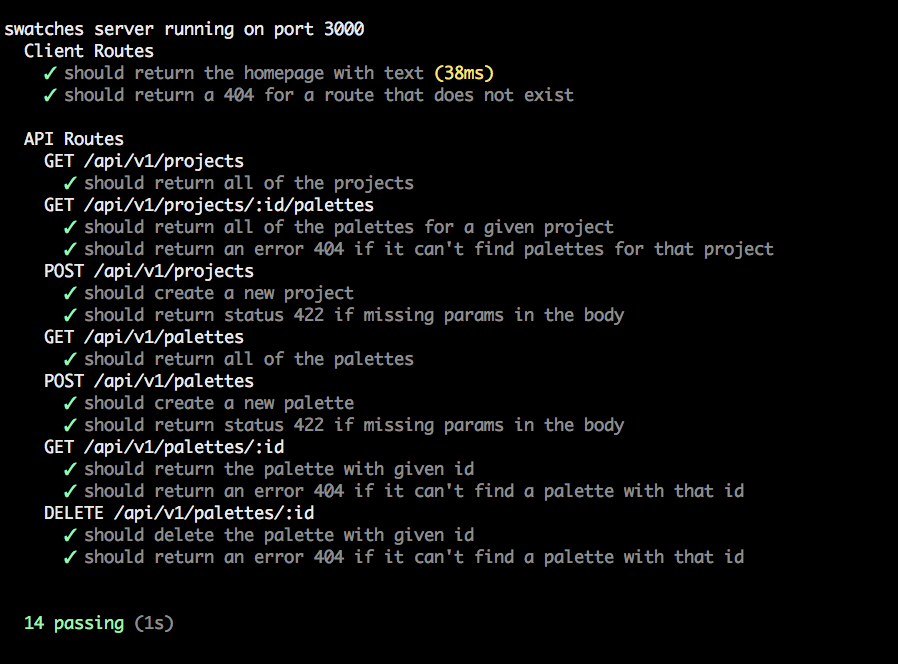 swatches server running on port 3000
Client Routes
✓ should return the homepage with text (38ms)
✓ should return a 404 for a route that does not exist
API Routes
GET /api/v1/projects
✓ should return all of the projects
GET /api/v1/projects/:id/palettes
✓ should return all of the palettes for a given project
✓ should return an error 404 if it can't find palettes for that project
POST /api/v1/projects
✓ should create a new project
✓ should return status 422 if missing params in the body
GET /api/v1/palettes
✓ should return all of the palettes
POST /api/v1/palettes
✓ should create a new palette
✓ should return status 422 if missing params in the body
GET /api/v1/palettes/:id
✓ should return the palette with given id
✓ should return an error 404 if it can't find a palette with that id
DELETE /api/v1/palettes/:id
✓ should delete the palette with given id
✓ should return an error 404 if it can't find a palette with that id
14 passing (1s)